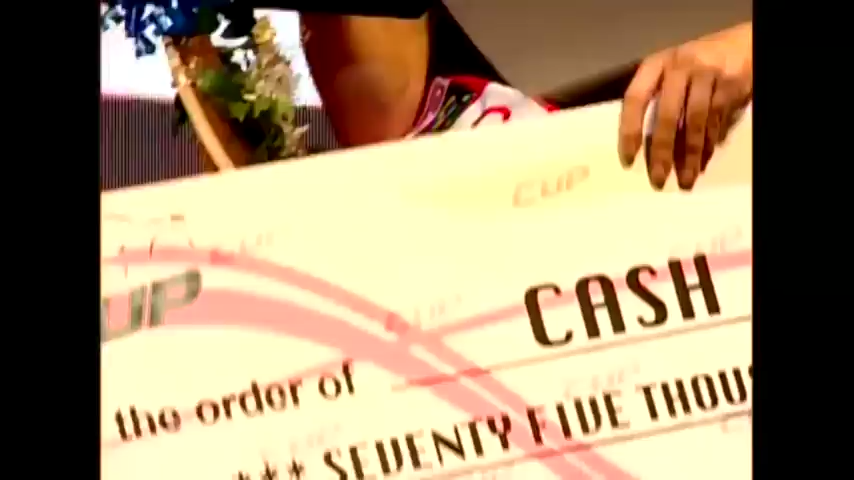 CUP
CUP
CASH
the order of
*** SEVENTY FIVE THOUS